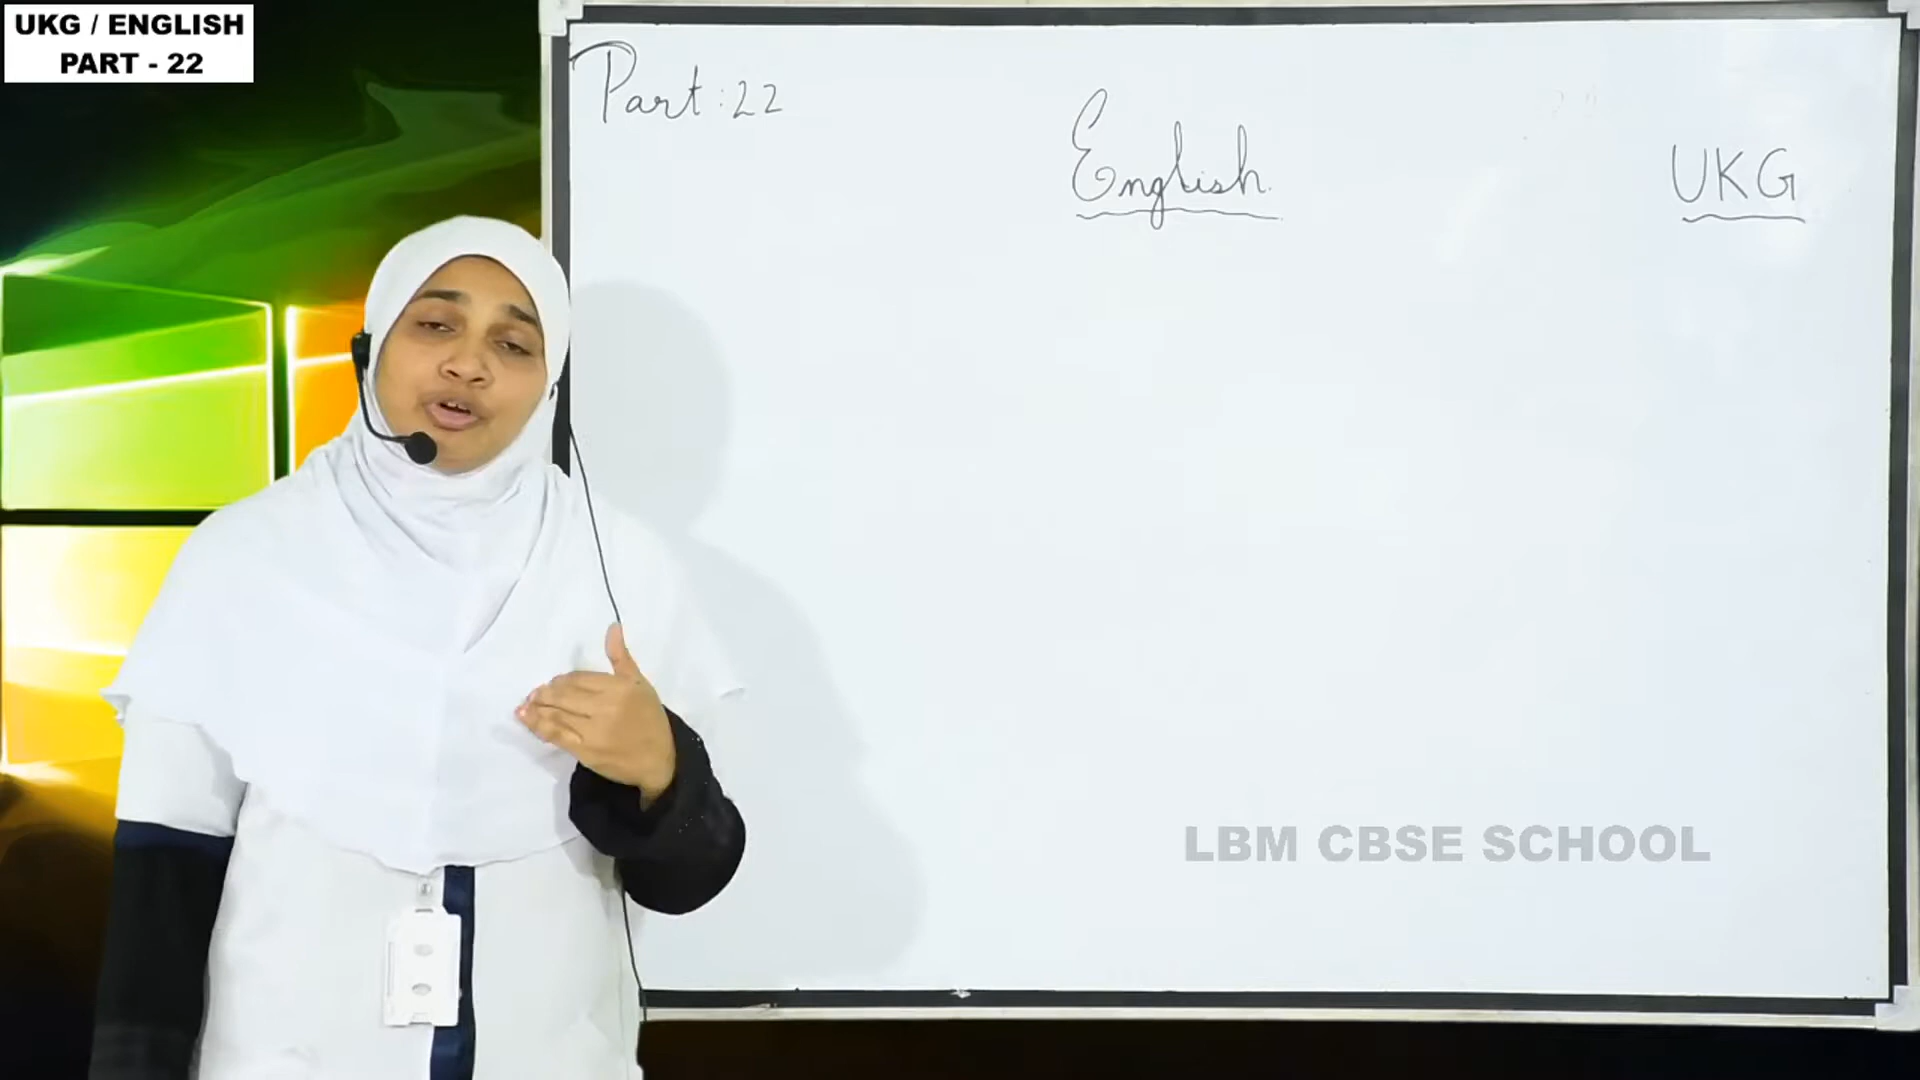 UKG / ENGLISH
PART - 22
Part : 22
English
UKG
LBM CBSE SCHOOL